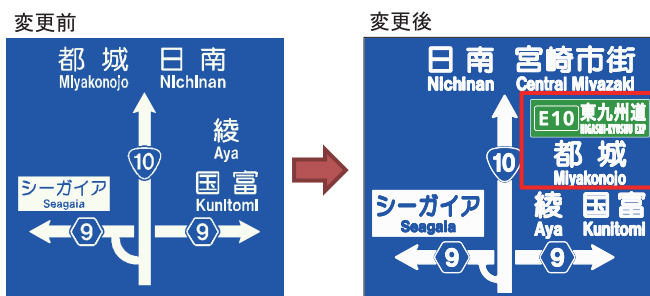 変更前
都城 日南
Miyakonojo Nichinan
10
綾
Aya
シーガイア
Seagaia
国富
Kunitomi
9
9
変更後
日南 宮崎市街
Nichinan Central Miyazaki
E10 東九州道
HIGASHI-KYUSHU EXP
10
都城
Miyakonojo
シーガイア
Seagaia
綾 国富
Aya Kunitomi
9
9